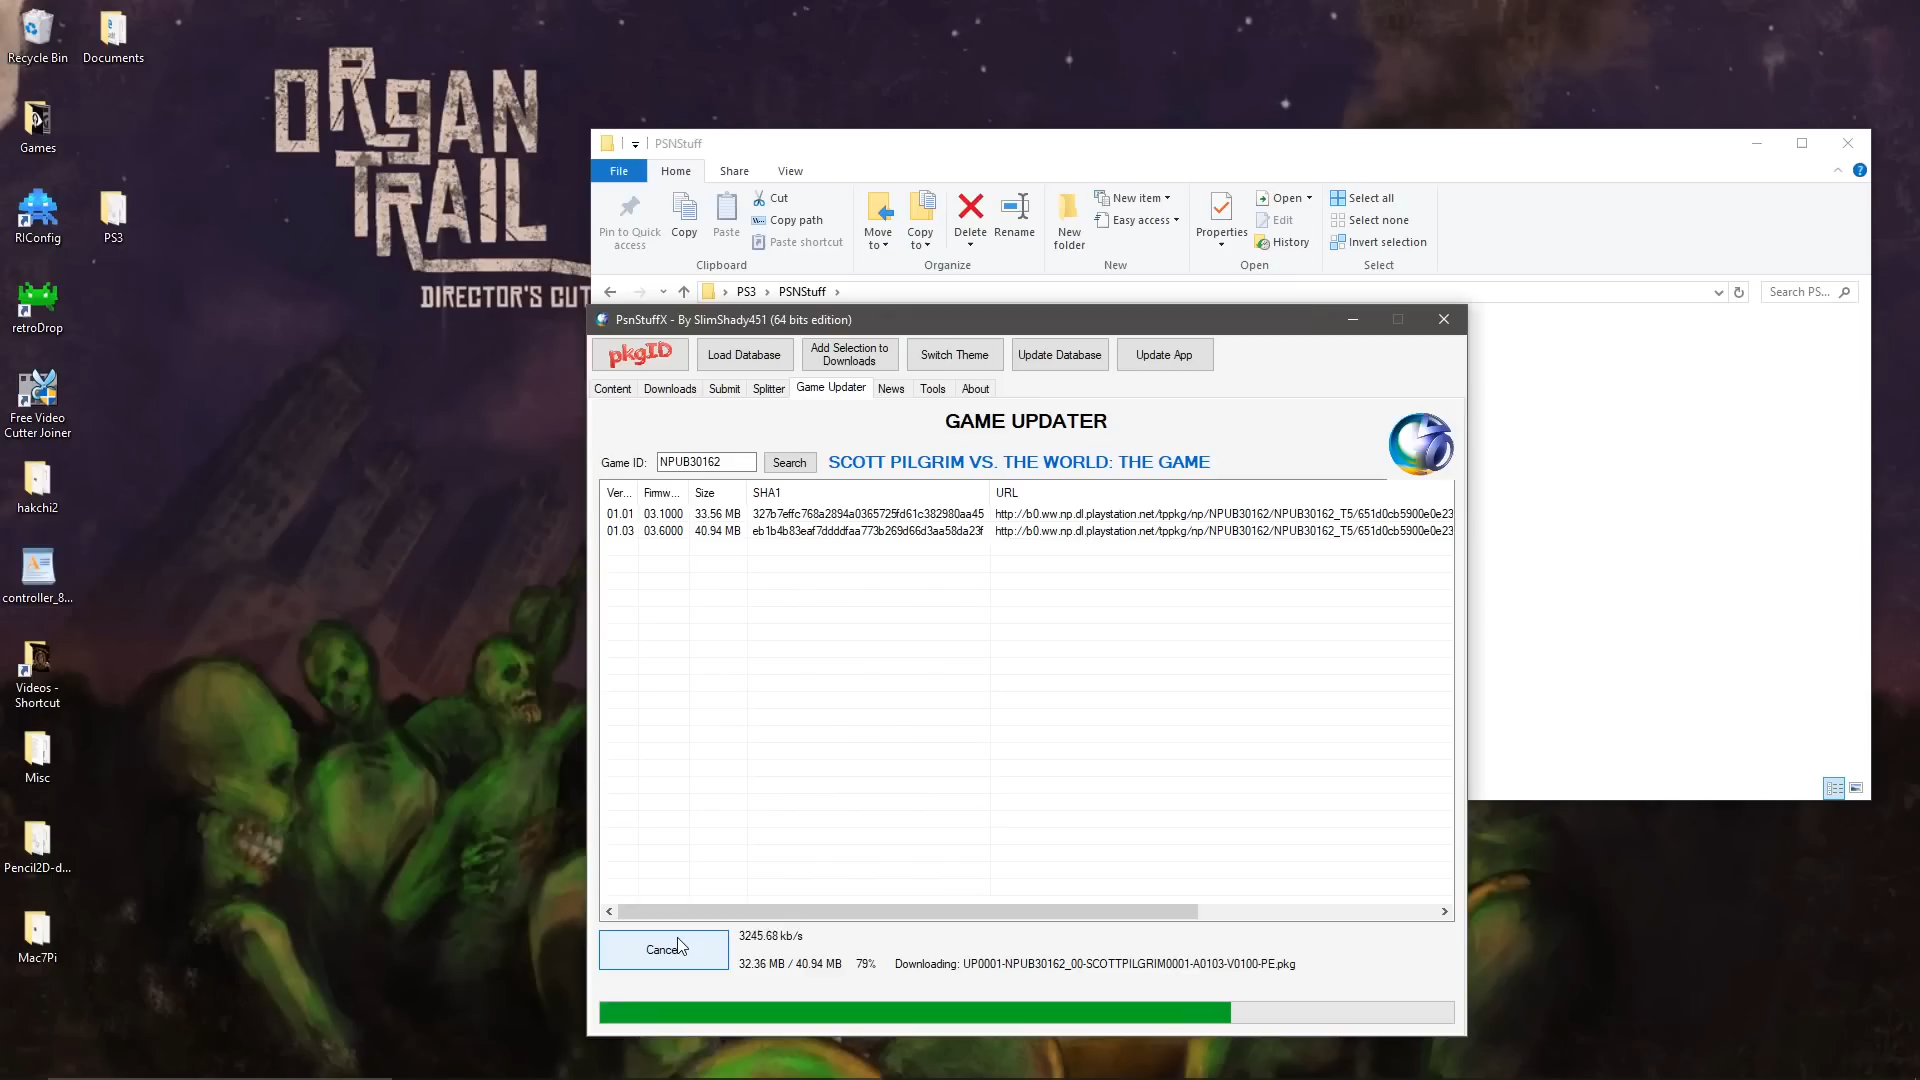 Recycle Bin
Documents
Games
RIConfig
PS3
retroDrop
Free Video
Cutter Joiner
hakchi2
controller_8...
Videos -
Shortcut
Misc
Pencil2D-d...
Mac7Pi
ORGAN
TRAIL
DIRECTOR'S CUT
PSNStuff
File
Home
Share
View
Pin to Quick
access
Copy
Paste
Cut
Copy path
Paste shortcut
Clipboard
Move
to
Copy
to
Delete
Rename
Organize
New
folder
New item
Easy access
New
Properties
Open
Edit
History
Open
Select all
Select none
Invert selection
Select
PS3 > PSNStuff >
Search PS...
PsnStuffX - By SlimShady451 (64 bits edition)
pkgID
Load Database
Add Selection to
Downloads
Switch Theme
Update Database
Update App
Content
Downloads
Submit
Splitter
Game Updater
News
Tools
About
GAME UPDATER
Game ID: NPUB30162 Search SCOTT PILGRIM VS. THE WORLD: THE GAME
Ver... Firmw... Size SHA1 URL
01.01 03.1000 33.56 MB 327b7effc768a2894a0365725fd61c382980aa45 http://b0.ww.np.dl.playstation.net/tppkg/np/NPUB30162/NPUB30162_T5/651d0cb5900e0e23
01.03 03.6000 40.94 MB eb1b4b83eaf7ddddfaa773b269d66d3aa58da23f http://b0.ww.np.dl.playstation.net/tppkg/np/NPUB30162/NPUB30162_T5/651d0cb5900e0e23
Cancel
3245.68 kb/s
32.36 MB / 40.94 MB 79% Downloading: UP0001-NPUB30162_00-SCOTTPILGRIM0001-A0103-V0100-PE.pkg